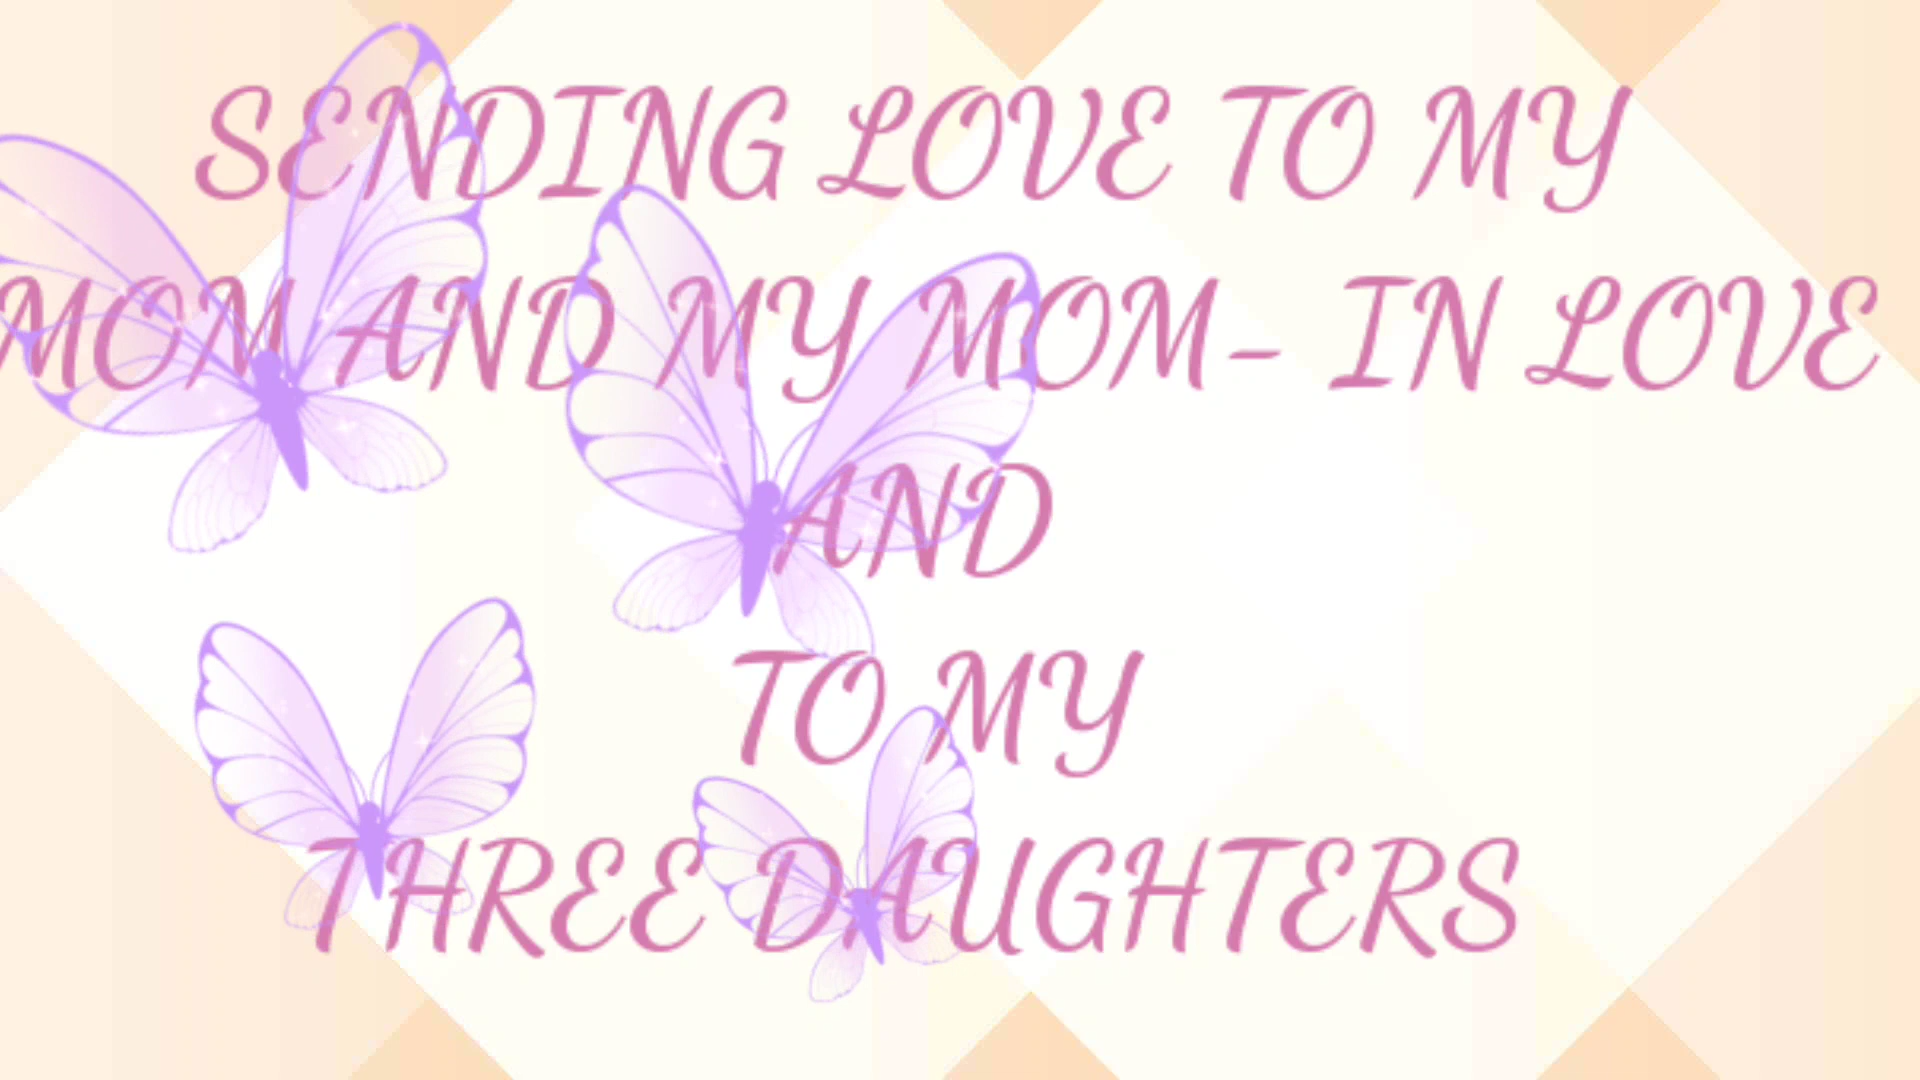 SENDING LOVE TO MY
MOM AND MY MOM- IN LOVE
AND
TO MY
THREE DAUGHTERS